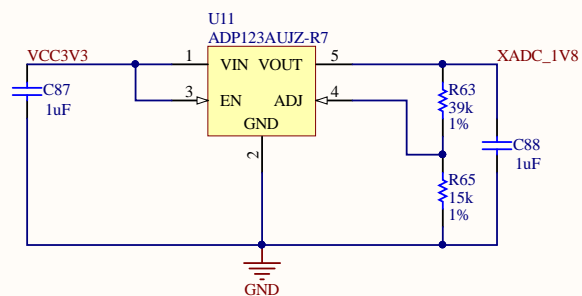 U11
ADP123AUJZ-R7
VCC3V3
1
VIN
VOUT
5
XADC_1V8
C87
1uF
3
EN
ADJ
4
GND
2
R63
39k
1%
C88
1uF
R65
15k
1%
GND